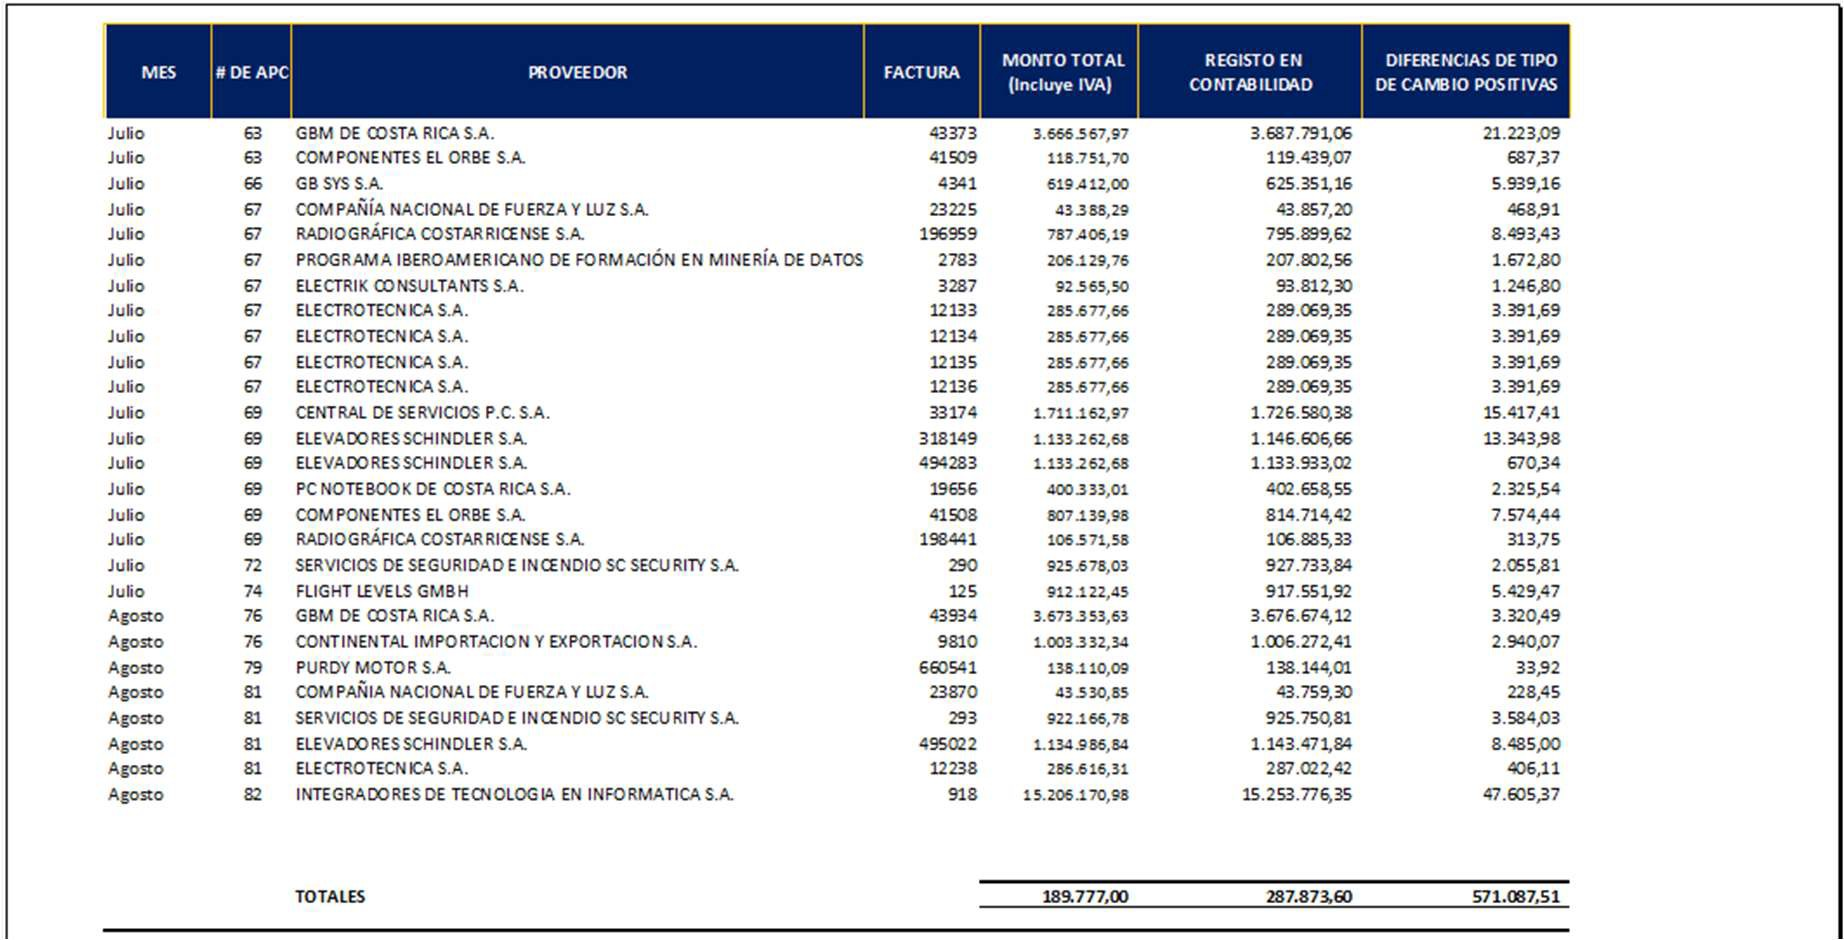 MES # DE APC PROVEEDOR FACTURA MONTO TOTAL (Incluye IVA) REGISTO EN CONTABILIDAD DIFERENCIAS DE TIPO DE CAMBIO POSITIVAS
Julio 63 GBM DE COSTA RICA S.A. 43373 3.666.567,97 3.687.791,06 21.223,09
Julio 63 COMPONENTES EL ORBE S.A. 41509 118.751,70 119.439,07 687,37
Julio 66 GB SYS S.A. 4341 619.412,00 625.351,16 5.939,16
Julio 67 COMPAÑÍA NACIONAL DE FUERZA Y LUZ S.A. 23225 43.388,29 43.857,20 468,91
Julio 67 RADIOGRÁFICA COSTARRICENSE S.A. 196959 787.406,19 795.899,62 8.493,43
Julio 67 PROGRAMA IBEROAMERICANO DE FORMACIÓN EN MINERÍA DE DATOS 2783 206.129,76 207.802,56 1.672,80
Julio 67 ELECTRIK CONSULTANTS S.A. 3287 92.565,50 93.812,30 1.246,80
Julio 67 ELECTROTECNICA S.A. 12133 285.677,66 289.069,35 3.391,69
Julio 67 ELECTROTECNICA S.A. 12134 285.677,66 289.069,35 3.391,69
Julio 67 ELECTROTECNICA S.A. 12135 285.677,66 289.069,35 3.391,69
Julio 67 ELECTROTECNICA S.A. 12136 285.677,66 289.069,35 3.391,69
Julio 69 CENTRAL DE SERVICIOS P.C. S.A. 33174 1.711.162,97 1.726.580,38 15.417,41
Julio 69 ELEVADORES SCHINDLER S.A. 318149 1.133.262,68 1.146.606,66 13.343,98
Julio 69 ELEVADORES SCHINDLER S.A. 494283 1.133.262,68 1.133.933,02 670,34
Julio 69 PC NOTEBOOK DE COSTA RICA S.A. 19656 400.333,01 402.658,55 2.325,54
Julio 69 COMPONENTES EL ORBE S.A. 41508 807.139,98 814.714,42 7.574,44
Julio 69 RADIOGRÁFICA COSTARRICENSE S.A. 198441 106.571,58 106.885,33 313,75
Julio 72 SERVICIOS DE SEGURIDAD E INCENDIO SC SECURITY S.A. 290 925.678,03 927.733,84 2.055,81
Julio 74 FLIGHT LEVELS GMBH 125 912.122,45 917.551,92 5.429,47
Agosto 76 GBM DE COSTA RICA S.A. 43934 3.673.353,63 3.676.674,12 3.320,49
Agosto 76 CONTINENTAL IMPORTACION Y EXPORTACION S.A. 9810 1.003.332,34 1.006.272,41 2.940,07
Agosto 79 PURDY MOTOR S.A. 660541 138.110,09 138.144,01 33,92
Agosto 81 COMPAÑIA NACIONAL DE FUERZA Y LUZ S.A. 23870 43.530,85 43.759,30 228,45
Agosto 81 SERVICIOS DE SEGURIDAD E INCENDIO SC SECURITY S.A. 293 922.166,78 925.750,81 3.584,03
Agosto 81 ELEVADORES SCHINDLER S.A. 495022 1.134.986,84 1.143.471,84 8.485,00
Agosto 81 ELECTROTECNICA S.A. 12238 286.616,31 287.022,42 406,11
Agosto 82 INTEGRADORES DE TECNOLOGIA EN INFORMATICA S.A. 918 15.206.170,98 15.253.776,35 47.605,37
TOTALES 189.777,00 287.873,60 571.087,51